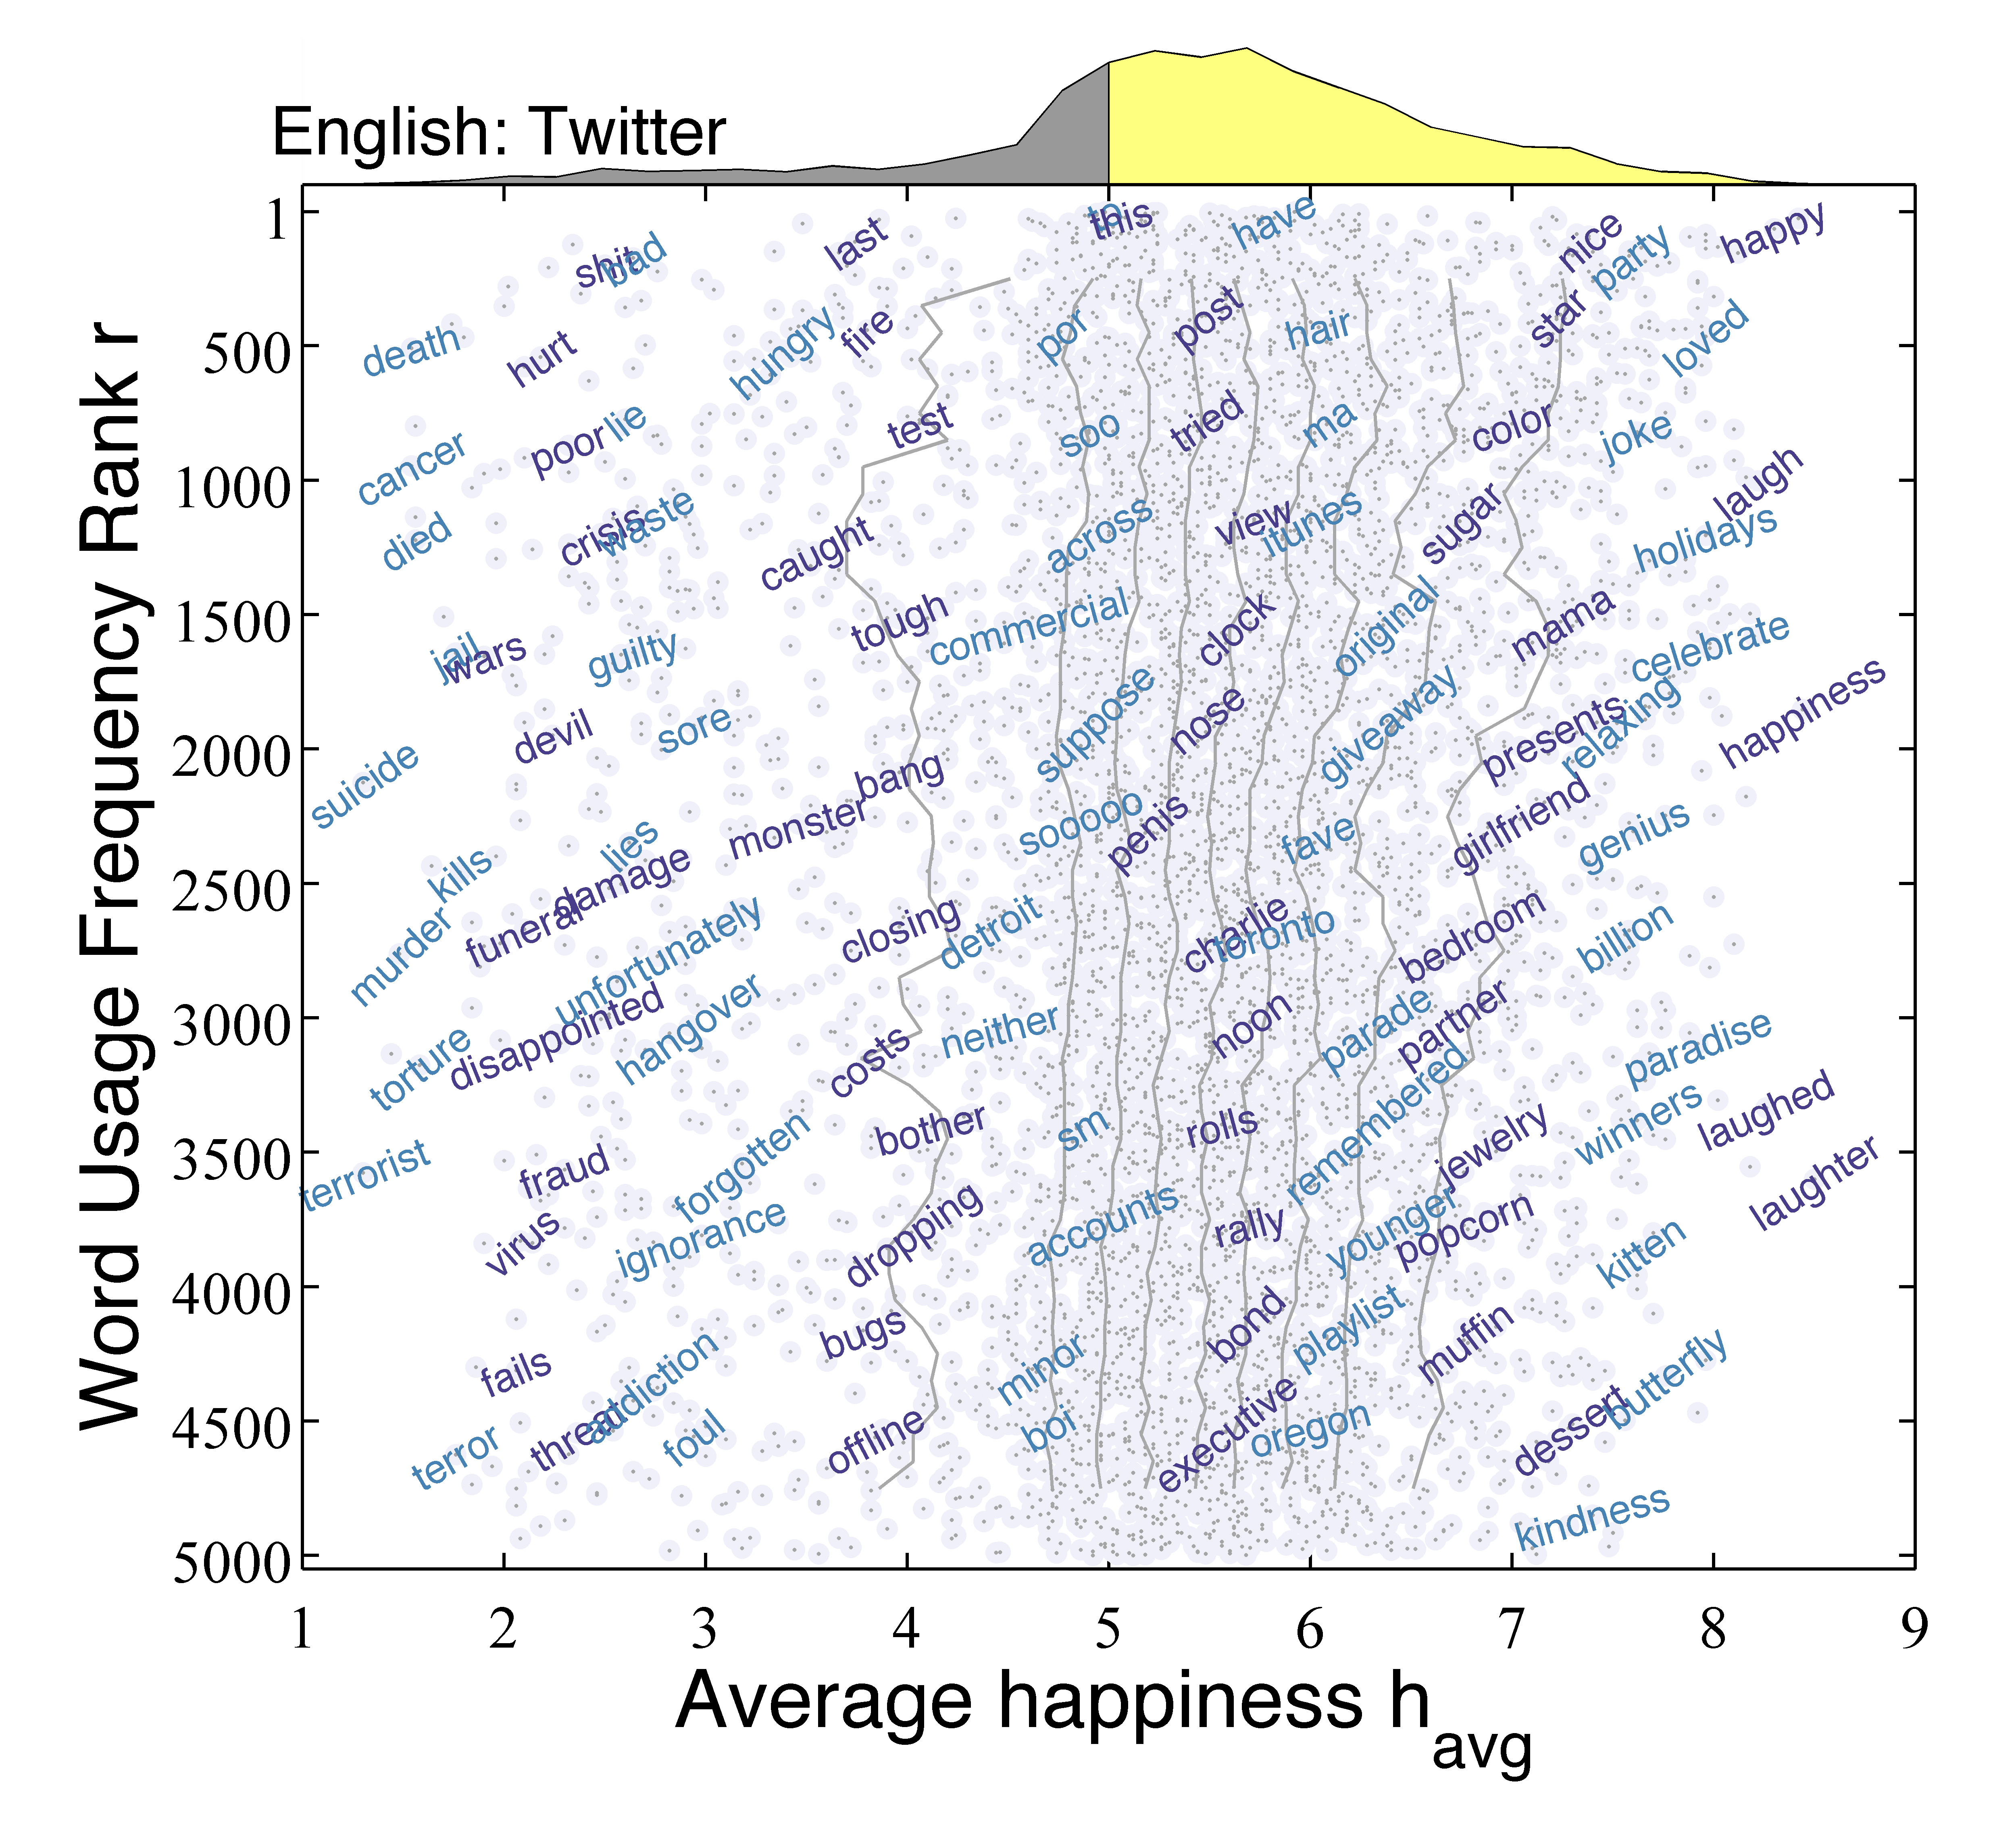 English: Twitter
Word Usage Frequency Rank r
1
500
1000
1500
2000
2500
3000
3500
4000
4500
5000
to
this
have
last
shit
bad
nice
party
happy
death
hurt
hungry
fire
por
post
hair
star
loved
test
soo
tried
ma
color
joke
poor
lie
cancer
laugh
died
crisis
waste
caught
across
view
itunes
sugar
holidays
tough
commercial
clock
original
mama
celebrate
jail
wars
guilty
happiness
devil
sore
suppose
nose
giveaway
presents
relaxing
suicide
bang
monster
sooooo
penis
fave
girlfriend
genius
kills
lies
damage
funeral
murder
unfortunately
closing
detroit
charlie
toronto
bedroom
billion
disappointed
hangover
torture
costs
neither
noon
parade
partner
paradise
remembered
bother
sm
rolls
winners
laughed
jewelry
terrorist
fraud
forgotten
laughter
virus
ignorance
dropping
accounts
rally
younger
popcorn
kitten
bugs
bond
playlist
muffin
fails
addiction
minor
butterfly
terror
threat
foul
offline
boi
executive
oregon
dessert
kindness
1 2 3 4 5 6 7 8 9
Average happiness h avg